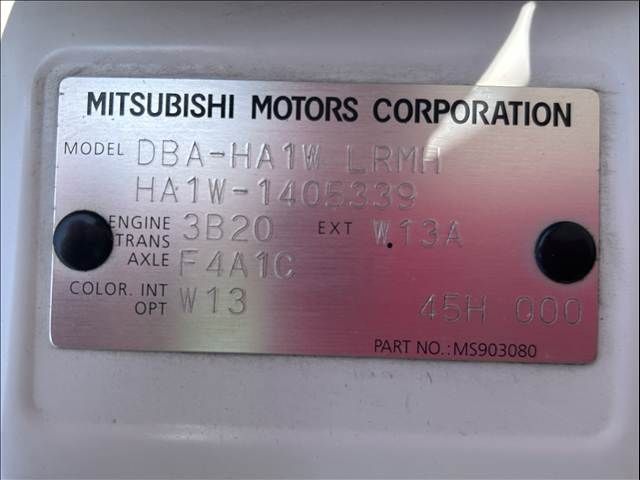 MITSUBISHI MOTORS CORPORATION
MODEL DBA-HA1W LRMH
HA1W-1405339
ENGINE 3B20 EXT W13A
TRANS
AXLE F4A1C
COLOR. INT W13 45H 000
OPT
PART NO.:MS903080